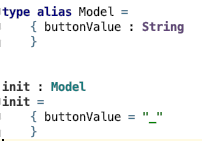 type alias Model =
    { buttonValue : String
    }
init : Model
init =
    { buttonValue = "_"
    }